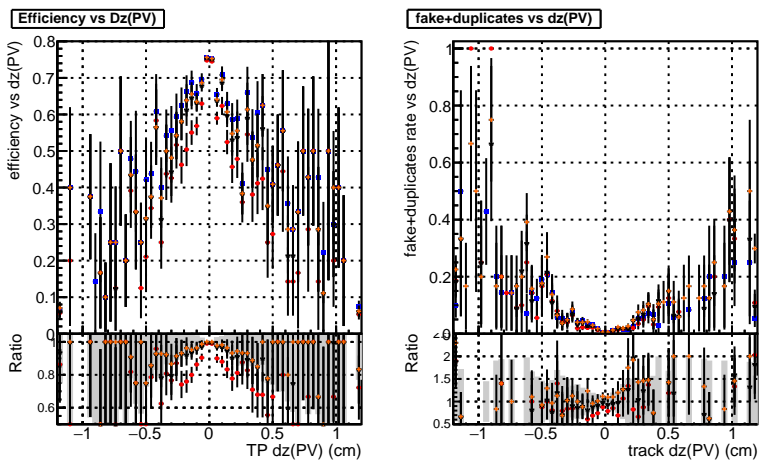 Efficiency vs Dz(PV)
efficiency vs dz(PV)
0.8
0.7
0.6
0.5
0.4
0.3
0.2
0.1
0
Ratio
1
0.8
0.6
−1 −0.5 0 0.5 1
TP dz(PV) (cm)
fake+duplicates vs dz(PV)
fake+duplicates rate vs dz(PV)
1
0.8
0.6
0.4
0.2
Ratio
2
1.5
1
0.5
−1 −0.5 0 0.5 1
track dz(PV) (cm)